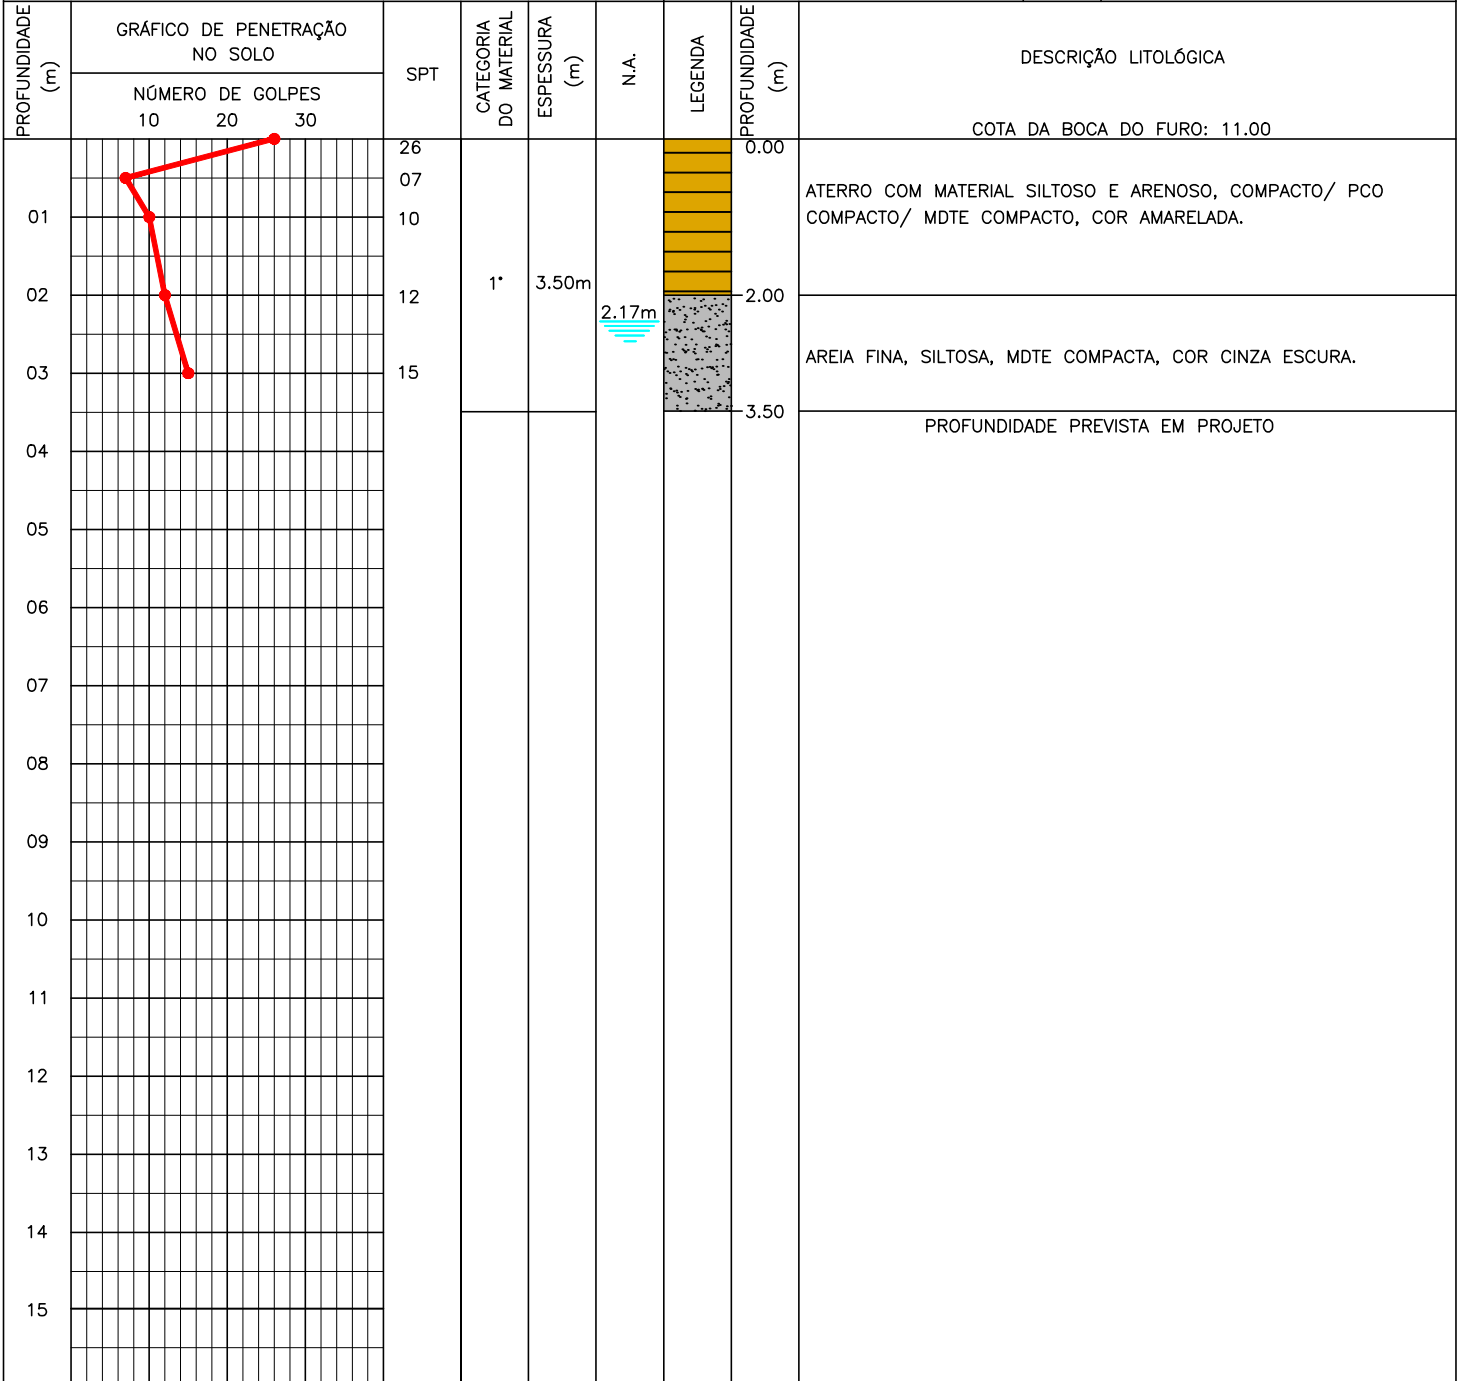 PROFUNDIDADE
(m)
GRÁFICO DE PENETRAÇÃO
NO SOLO
NÚMERO DE GOLPES
10 20 30
SPT
CATEGORIA
DO MATERIAL
ESPESSURA
(m)
N.A.
LEGENDA
PROFUNDIDADE
(m)
DESCRIÇÃO LITOLÓGICA
COTA DA BOCA DO FURO: 11.00
26
0.00
07
ATERRO COM MATERIAL SILTOSO E ARENOSO, COMPACTO/ PCO
COMPACTO/ MDTE COMPACTO, COR AMARELADA.
01
10
1°
3.50m
02
12
2.00
2.17m
AREIA FINA, SILTOSA, MDTE COMPACTA, COR CINZA ESCURA.
03
15
3.50
PROFUNDIDADE PREVISTA EM PROJETO
04
05
06
07
08
09
10
11
12
13
14
15